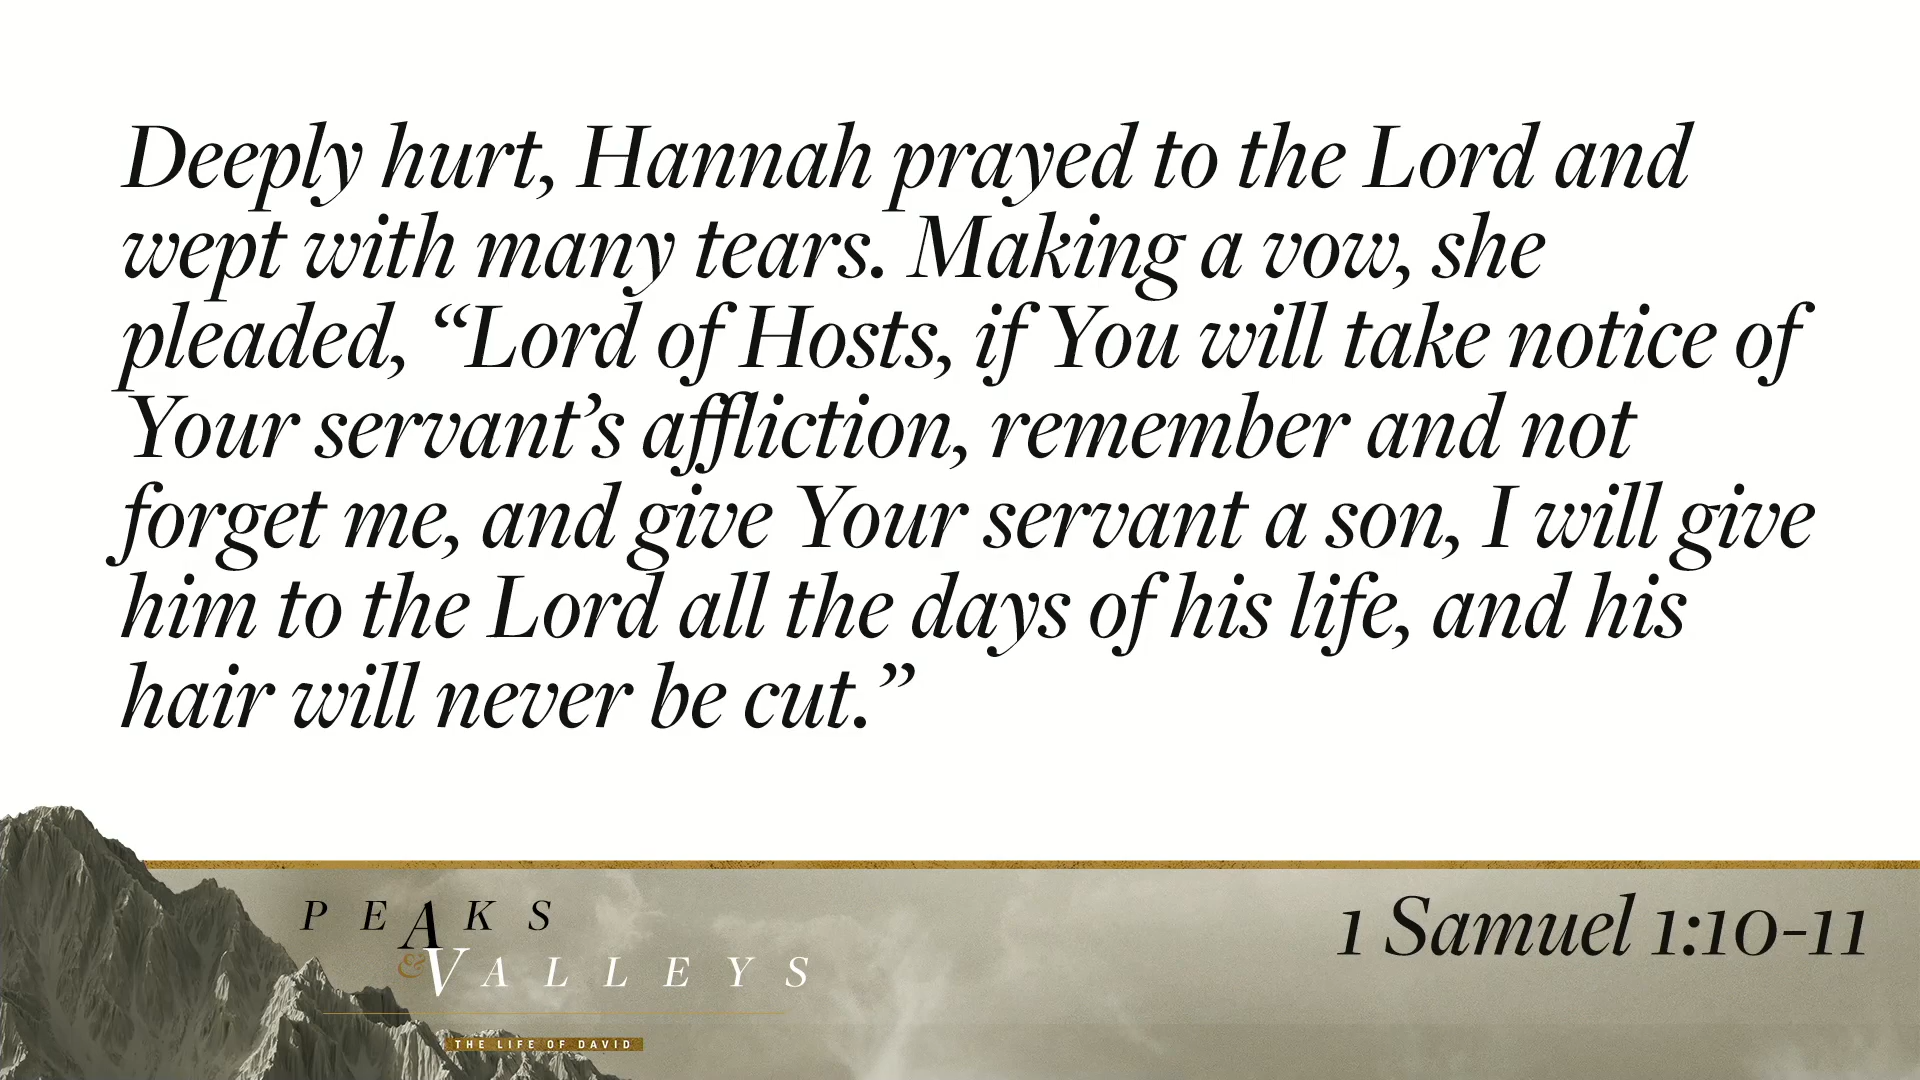 Deeply hurt, Hannah prayed to the Lord and
wept with many tears. Making a vow, she
pleaded, “Lord of Hosts, if You will take notice of
Your servant’s affliction, remember and not
forget me, and give Your servant a son, I will give
him to the Lord all the days of his life, and his
hair will never be cut.”
PEAKS
& VALLEYS
THE LIFE OF DAVID
1 Samuel 1:10-11